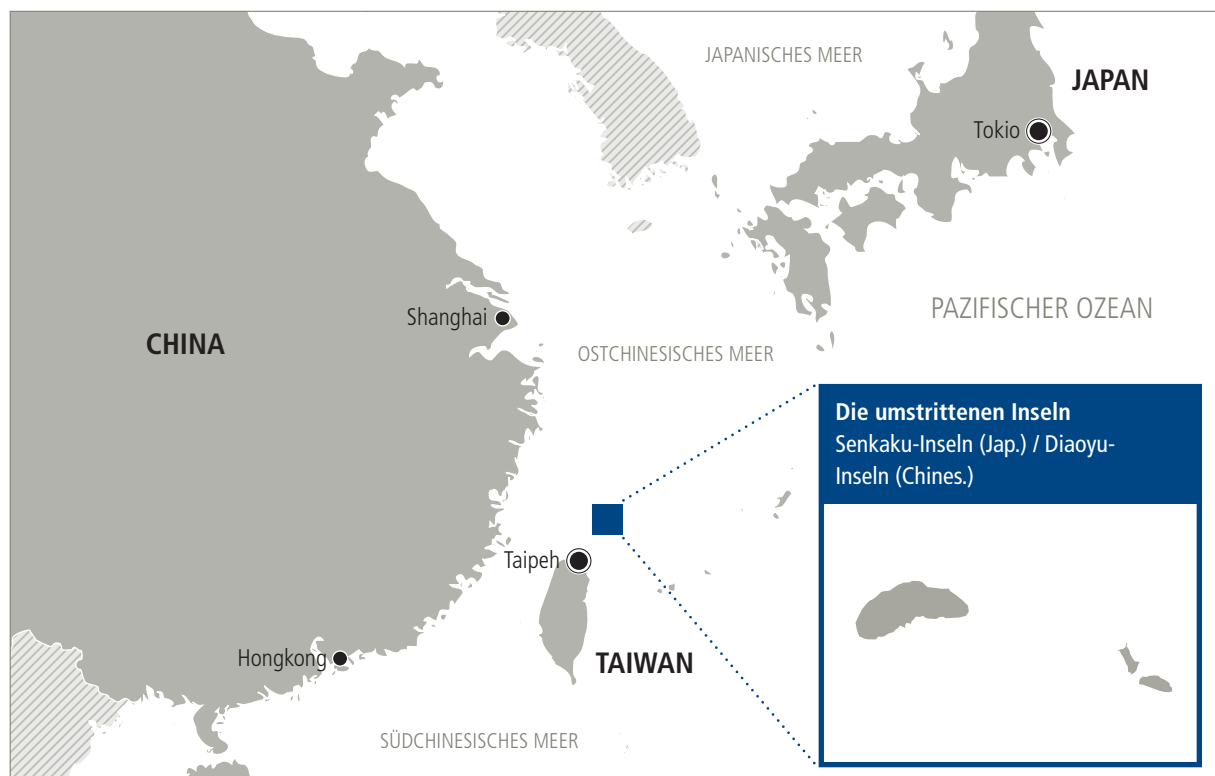 JAPANISCHES MEER
JAPAN
Tokio
PAZIFISCHER OZEAN
Shanghai
CHINA
OSTCHINESISCHES MEER
Die umstrittenen Inseln
Senkaku-Inseln (Jap.) / Diaoyu-
Inseln (Chines.)
Taipeh
Hongkong
TAIWAN
SÜDCHINESISCHES MEER